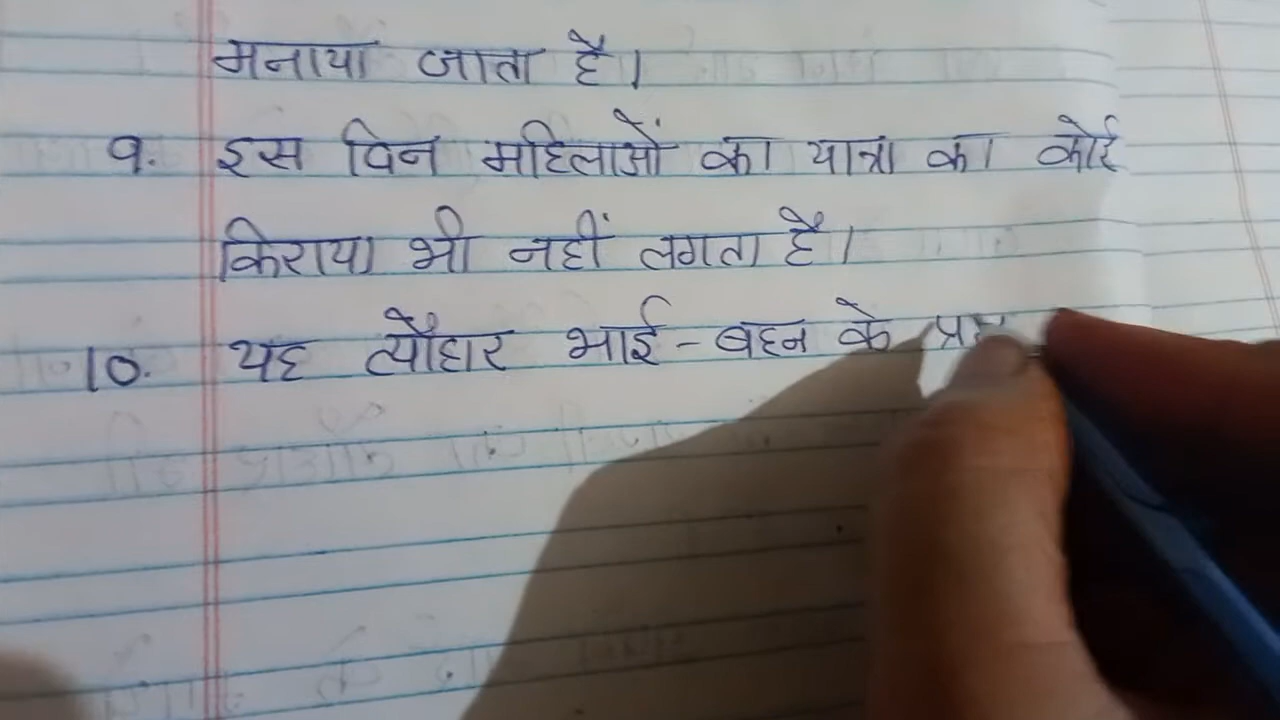 मनाया जाता है।
9. इस दिन महिलाओं का यात्रा का कोई
किराया भी नहीं लगता है।
10. यह त्यौहार भाई-बहन के